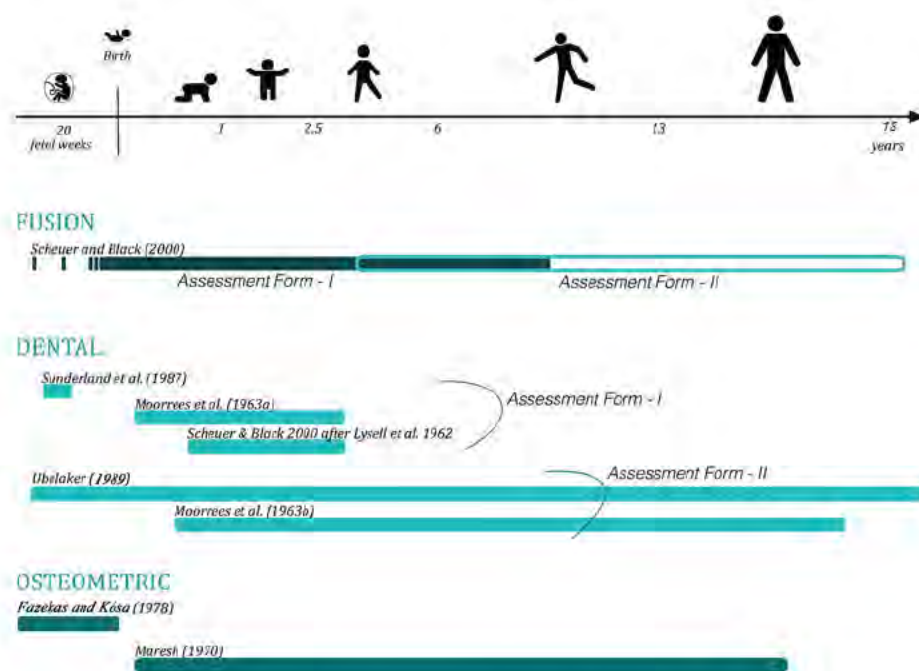 Birth
20
fetal weeks
1
2.5
6
13
18
years
FUSION
Scheuer and Black (2000)
Assessment Form - I
Assessment Form - II
DENTAL
Sunderland et al. (1987)
Moorrees et al. (1963a)
Assessment Form - I
Scheuer & Black 2000 after Lysell et al. 1962
Ubelaker (1989)
Assessment Form - II
Moorrees et al. (1963b)
OSTEOMETRIC
Fazekas and Kósa (1978)
Maresh (1970)